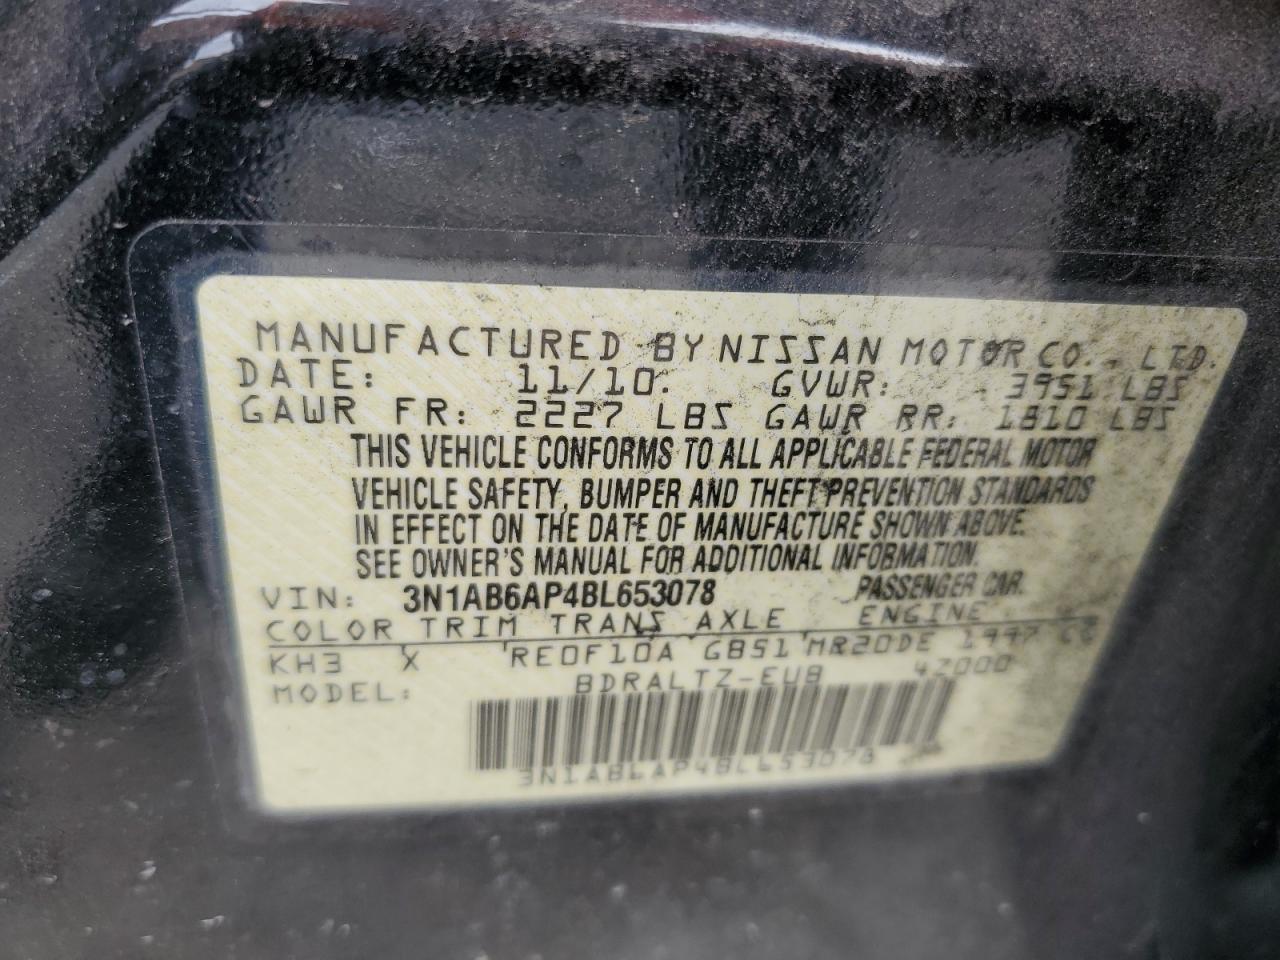 MANUFACTURED BY NISSAN MOTOR CO., LTD.
DATE: 11/10. GVWR: 3951 LBS
GAWR FR: 2227 LBS GAWR RR: 1810 LBS
THIS VEHICLE CONFORMS TO ALL APPLICABLE FEDERAL MOTOR
VEHICLE SAFETY, BUMPER AND THEFT PREVENTION STANDARDS
IN EFFECT ON THE DATE OF MANUFACTURE SHOWN ABOVE.
SEE OWNER'S MANUAL FOR ADDITIONAL INFORMATION.
VIN: 3N1AB6AP4BL653078 PASSENGER CAR.
COLOR TRIM TRANS AXLE ENGINE
KH3 X RE0F10A GB51 MR20DE 1997 CC
MODEL: BDRALTZ-EUB 42000
3N1AB6AP4BL653078